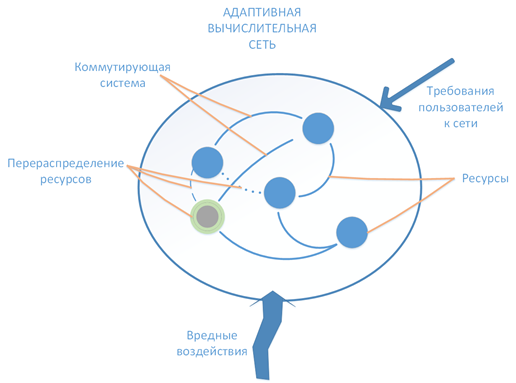 АДАПТИВНАЯ
ВЫЧИСЛИТЕЛЬНАЯ
СЕТЬ
Коммутирующая
система
Требования
пользователей
к сети
Перераспределение
ресурсов
Ресурсы
Вредные
воздействия